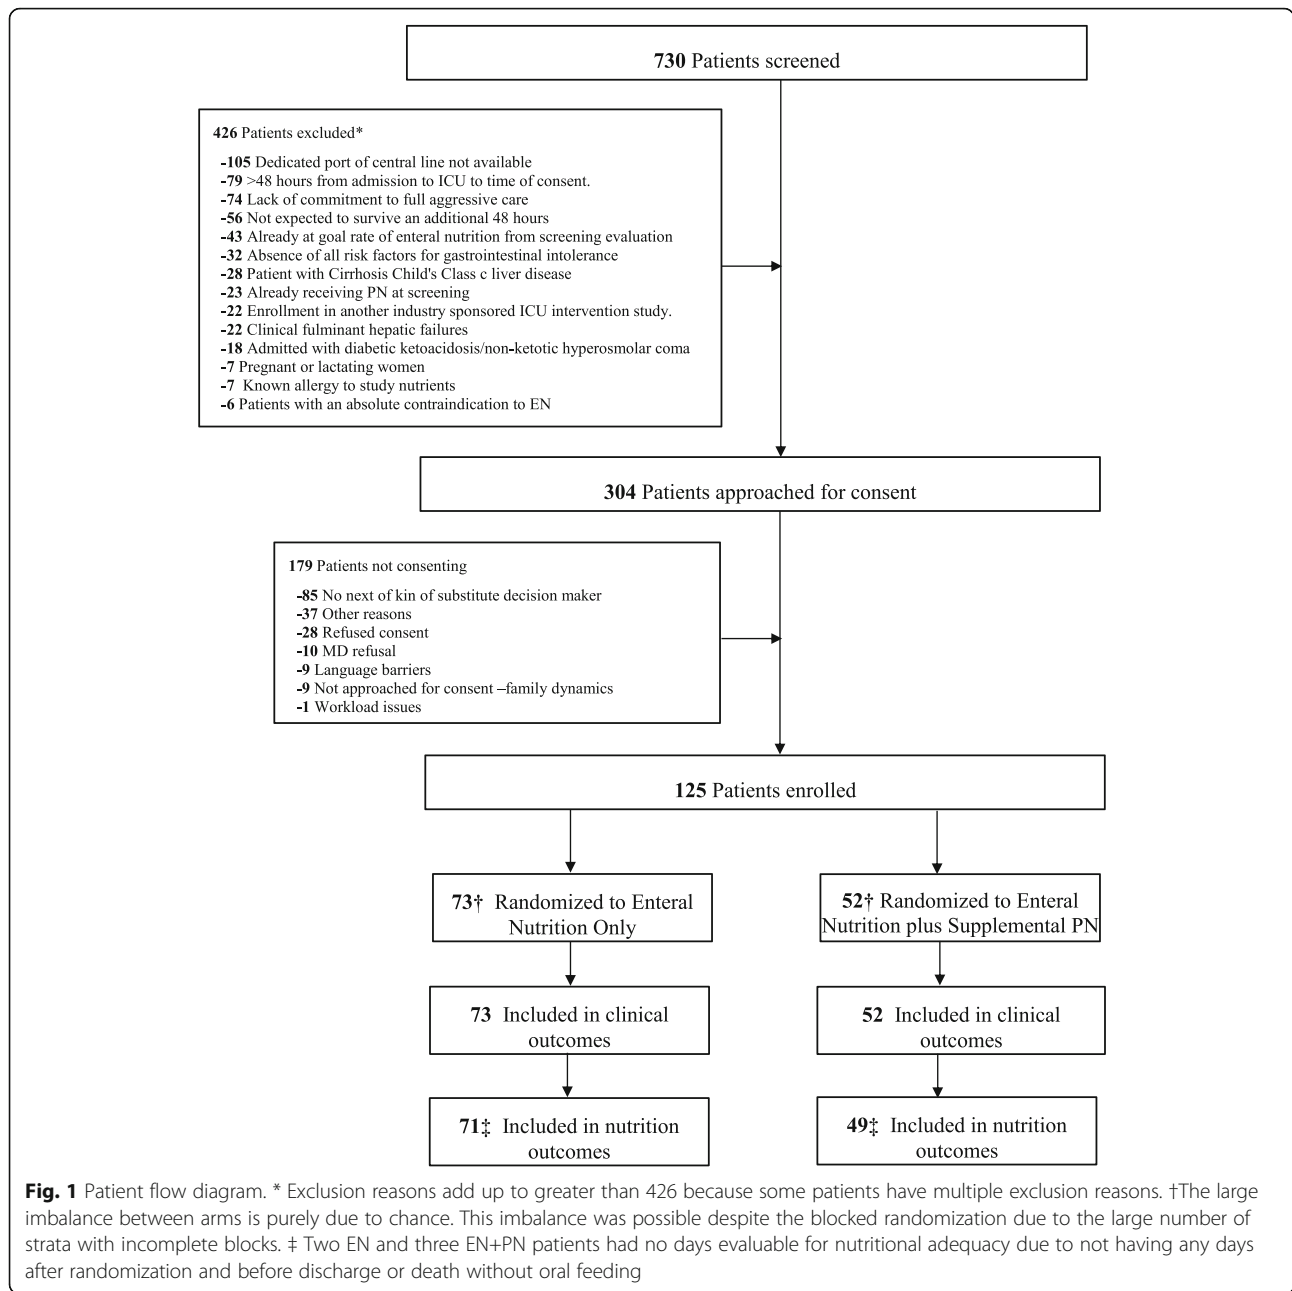 730 Patients screened
426 Patients excluded*
-105 Dedicated port of central line not available
-79 >48 hours from admission to ICU to time of consent.
-74 Lack of commitment to full aggressive care
-56 Not expected to survive an additional 48 hours
-43 Already at goal rate of enteral nutrition from screening evaluation
-32 Absence of all risk factors for gastrointestinal intolerance
-28 Patient with Cirrhosis Child's Class c liver disease
-23 Already receiving PN at screening
-22 Enrollment in another industry sponsored ICU intervention study.
-22 Clinical fulminant hepatic failures
-18 Admitted with diabetic ketoacidosis/non-ketotic hyperosmolar coma
-7 Pregnant or lactating women
-7 Known allergy to study nutrients
-6 Patients with an absolute contraindication to EN
304 Patients approached for consent
179 Patients not consenting
-85 No next of kin of substitute decision maker
-37 Other reasons
-28 Refused consent
-10 MD refusal
-9 Language barriers
-9 Not approached for consent –family dynamics
-1 Workload issues
125 Patients enrolled
73† Randomized to Enteral
Nutrition Only
52† Randomized to Enteral
Nutrition plus Supplemental PN
73 Included in clinical
outcomes
52 Included in clinical
outcomes
71‡ Included in nutrition
outcomes
49‡ Included in nutrition
outcomes
Fig. 1 Patient flow diagram. * Exclusion reasons add up to greater than 426 because some patients have multiple exclusion reasons. †The large
imbalance between arms is purely due to chance. This imbalance was possible despite the blocked randomization due to the large number of
strata with incomplete blocks. ‡ Two EN and three EN+PN patients had no days evaluable for nutritional adequacy due to not having any days
after randomization and before discharge or death without oral feeding